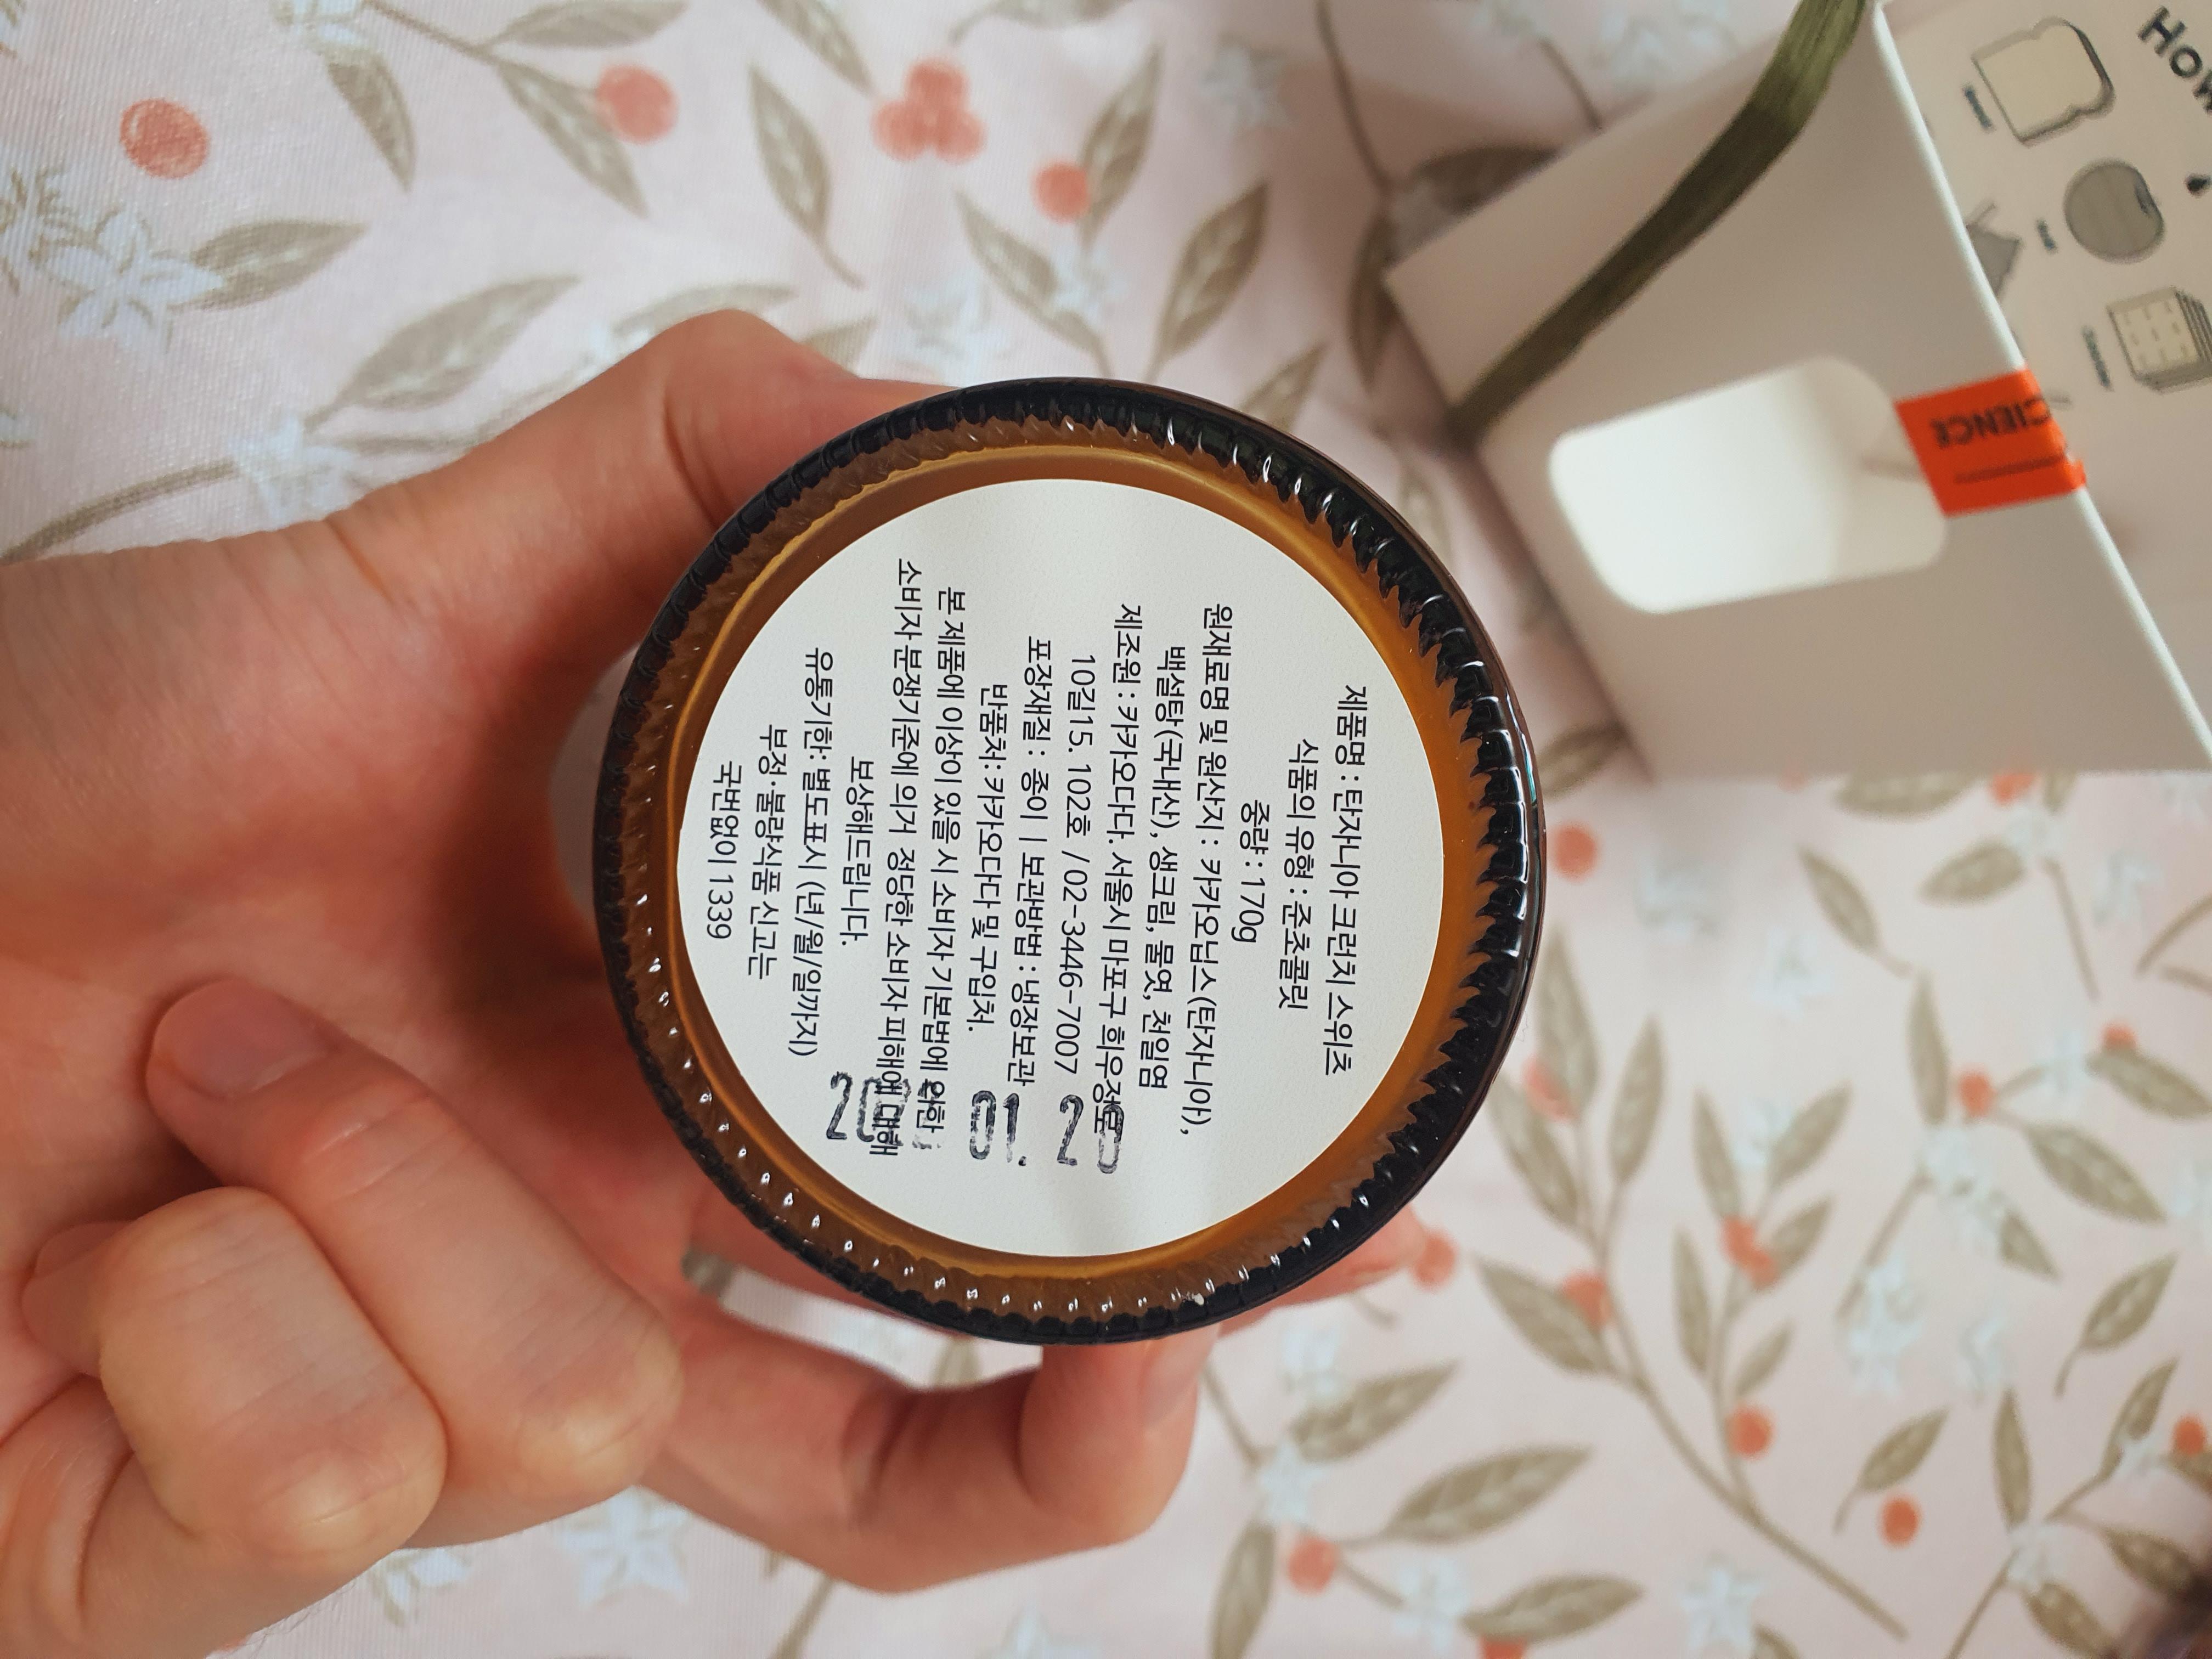 제품명 : 탄자니아 크런치 스위츠
식품의 유형 : 준초콜릿
중량 : 170g
원재료명 및 원산지 : 카카오닙스(탄자니아),
백설탕(국내산), 생크림, 물엿, 천일염
제조원 : 카카오다다. 서울시 마포구 희우정로
10길15. 102호 / 02-3446-7007
포장재질 : 종이 | 보관방법 : 냉장보관
반품처: 카카오다다 및 구입처.
본 제품에 이상이 있을 시 소비자 기본법에 의한
소비자 분쟁기준에 의거 정당한 소비자 피해에 대해
보상해드립니다.
유통기한: 별도표시 (년/월/일까지)
부정·불량식품 신고는
국번없이 1339
01. 20
CIENCE
How